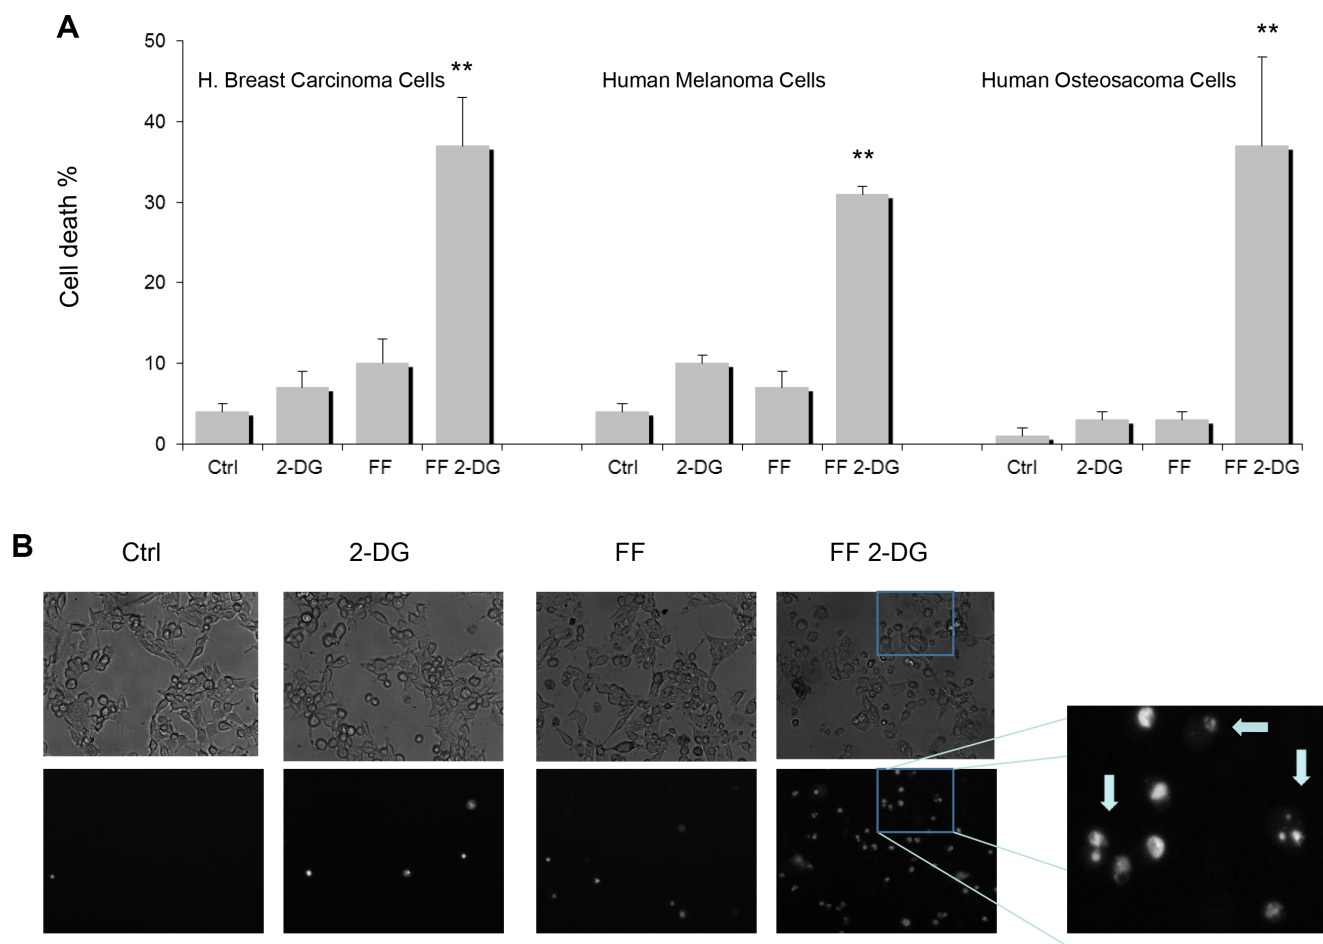 A
50
40
30
20
10
0
Cell death %
H. Breast Carcinoma Cells
**
Human Melanoma Cells
**
Human Osteosacoma Cells
**
Ctrl 2-DG FF FF 2-DG Ctrl 2-DG FF FF 2-DG Ctrl 2-DG FF FF 2-DG
B
Ctrl 2-DG FF FF 2-DG